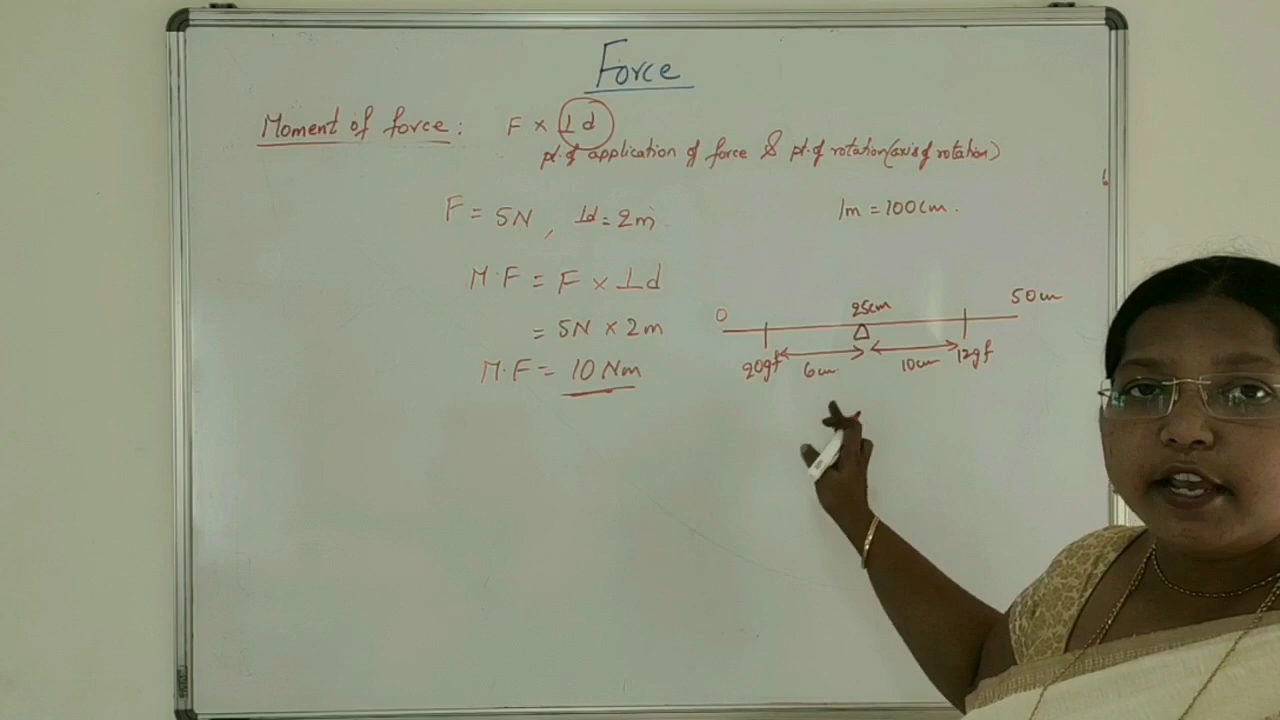 Force
Moment of force: F × ⊥d
pt. of application of force & pt. of rotation (axis of rotation)
F = 5N, ⊥d = 2m
1m = 100cm.
M.F = F × ⊥d
= 5N × 2m
M.F = 10 Nm
0 25cm 50cm
20gf 6cm 10cm 12gf